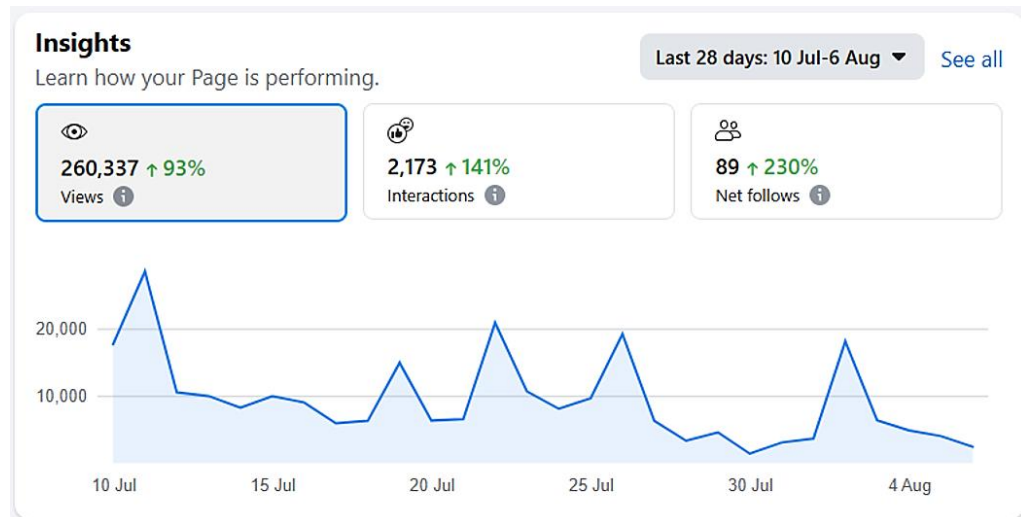 Insights
Learn how your Page is performing.
Last 28 days: 10 Jul-6 Aug
See all
260,337 ↑ 93%
Views
2,173 ↑ 141%
Interactions
89 ↑ 230%
Net follows
20,000
10,000
10 Jul 15 Jul 20 Jul 25 Jul 30 Jul 4 Aug